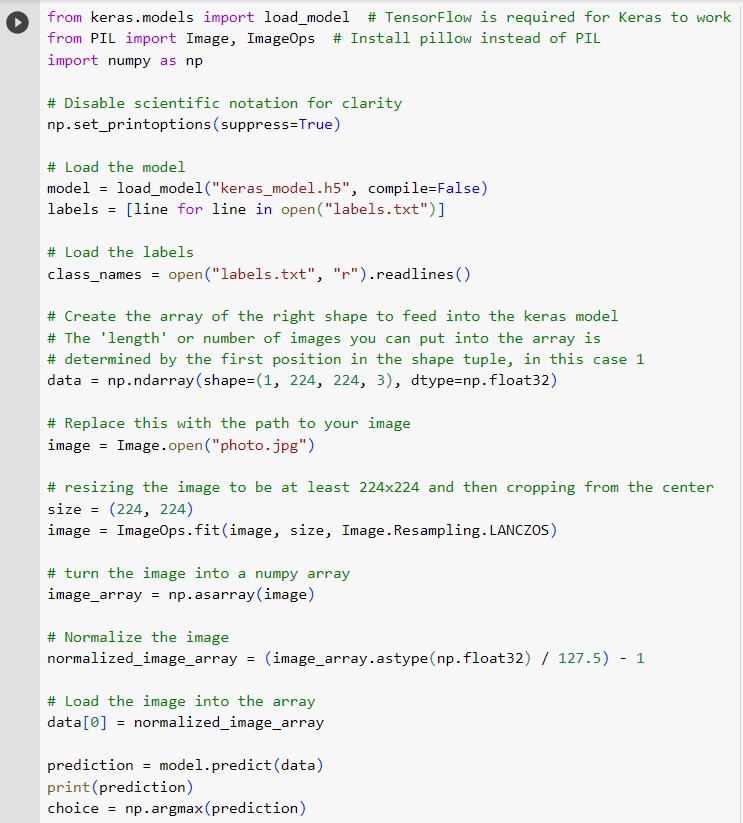 from keras.models import load_model  # TensorFlow is required for Keras to work
from PIL import Image, ImageOps  # Install pillow instead of PIL
import numpy as np
# Disable scientific notation for clarity
np.set_printoptions(suppress=True)
# Load the model
model = load_model("keras_model.h5", compile=False)
labels = [line for line in open("labels.txt")]
# Load the labels
class_names = open("labels.txt", "r").readlines()
# Create the array of the right shape to feed into the keras model
# The 'length' or number of images you can put into the array is
# determined by the first position in the shape tuple, in this case 1
data = np.ndarray(shape=(1, 224, 224, 3), dtype=np.float32)
# Replace this with the path to your image
image = Image.open("photo.jpg")
# resizing the image to be at least 224x224 and then cropping from the center
size = (224, 224)
image = ImageOps.fit(image, size, Image.Resampling.LANCZOS)
# turn the image into a numpy array
image_array = np.asarray(image)
# Normalize the image
normalized_image_array = (image_array.astype(np.float32) / 127.5) - 1
# Load the image into the array
data[0] = normalized_image_array
prediction = model.predict(data)
print(prediction)
choice = np.argmax(prediction)